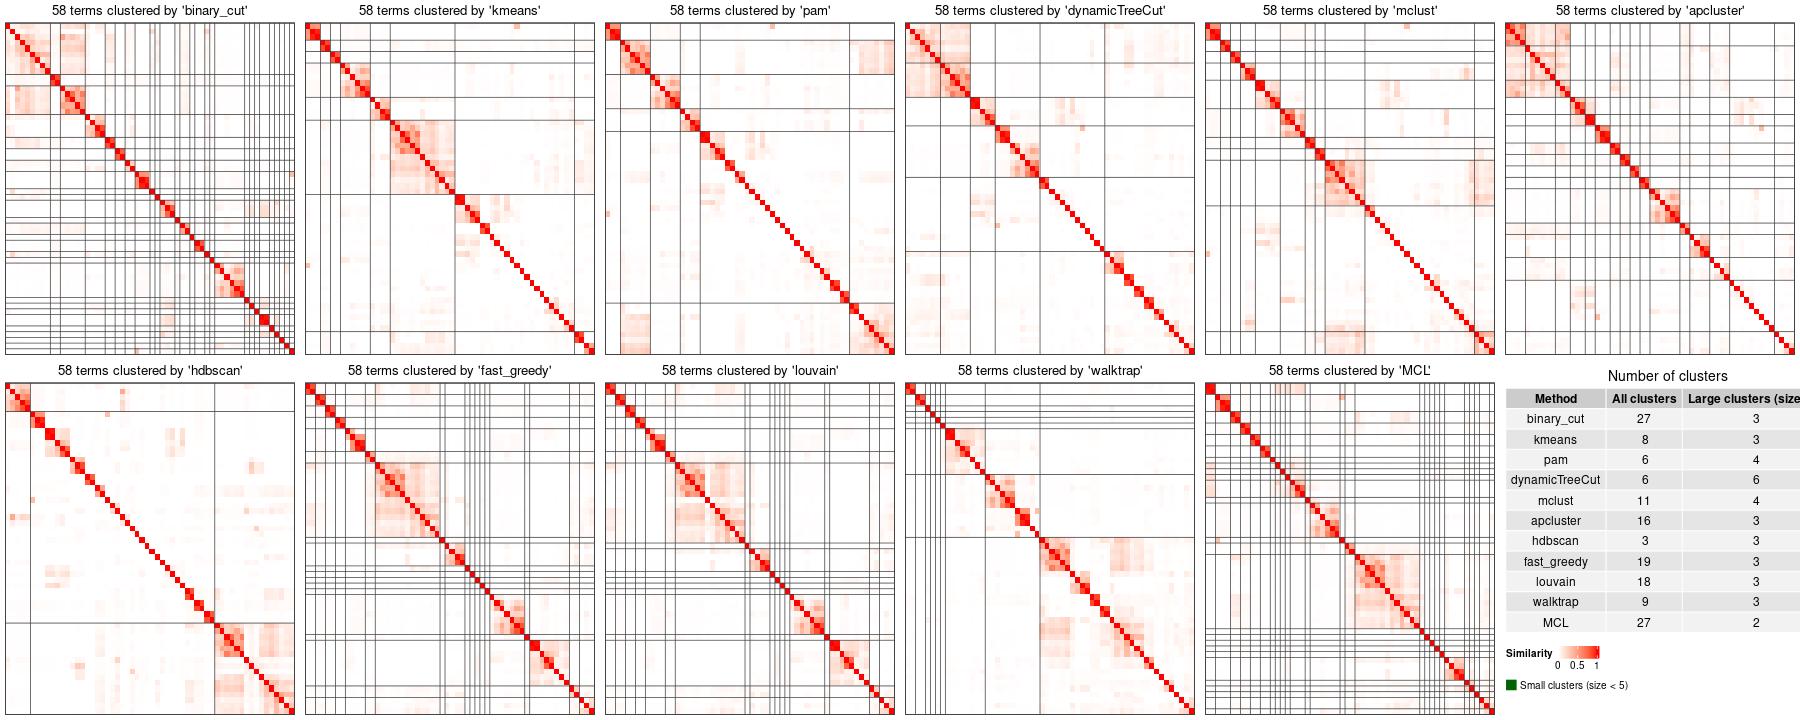 58 terms clustered by 'binary_cut'
58 terms clustered by 'kmeans'
58 terms clustered by 'pam'
58 terms clustered by 'dynamicTreeCut'
58 terms clustered by 'mclust'
58 terms clustered by 'apcluster'
58 terms clustered by 'hdbscan'
58 terms clustered by 'fast_greedy'
58 terms clustered by 'louvain'
58 terms clustered by 'walktrap'
58 terms clustered by 'MCL'
Number of clusters
Method All clusters Large clusters (size
binary_cut 27 3
kmeans 8 3
pam 6 4
dynamicTreeCut 6 6
mclust 11 4
apcluster 16 3
hdbscan 3 3
fast_greedy 19 3
louvain 18 3
walktrap 9 3
MCL 27 2
Similarity
0 0.5 1
Small clusters (size < 5)